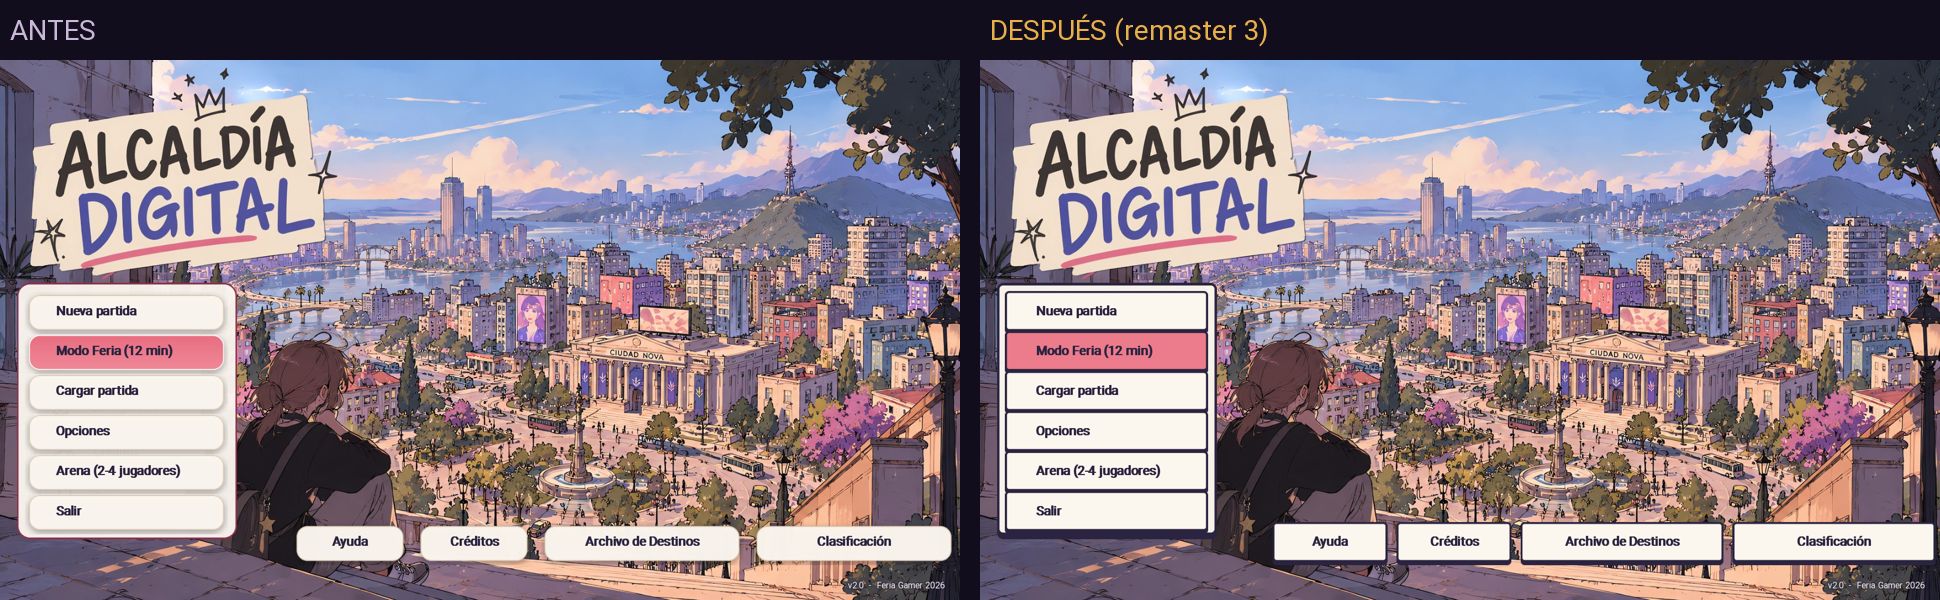 ANTES
ALCALDÍA
DIGITAL
CIUDAD NOVA
Nueva partida
Modo Feria (12 min)
Cargar partida
Opciones
Arena (2-4 jugadores)
Salir
Ayuda
Créditos
Archivo de Destinos
Clasificación
v2.0 - Feria Gamer 2026
DESPUÉS (remaster 3)
ALCALDÍA
DIGITAL
CIUDAD NOVA
Nueva partida
Modo Feria (12 min)
Cargar partida
Opciones
Arena (2-4 jugadores)
Salir
Ayuda
Créditos
Archivo de Destinos
Clasificación
v2.0 - Feria Gamer 2026